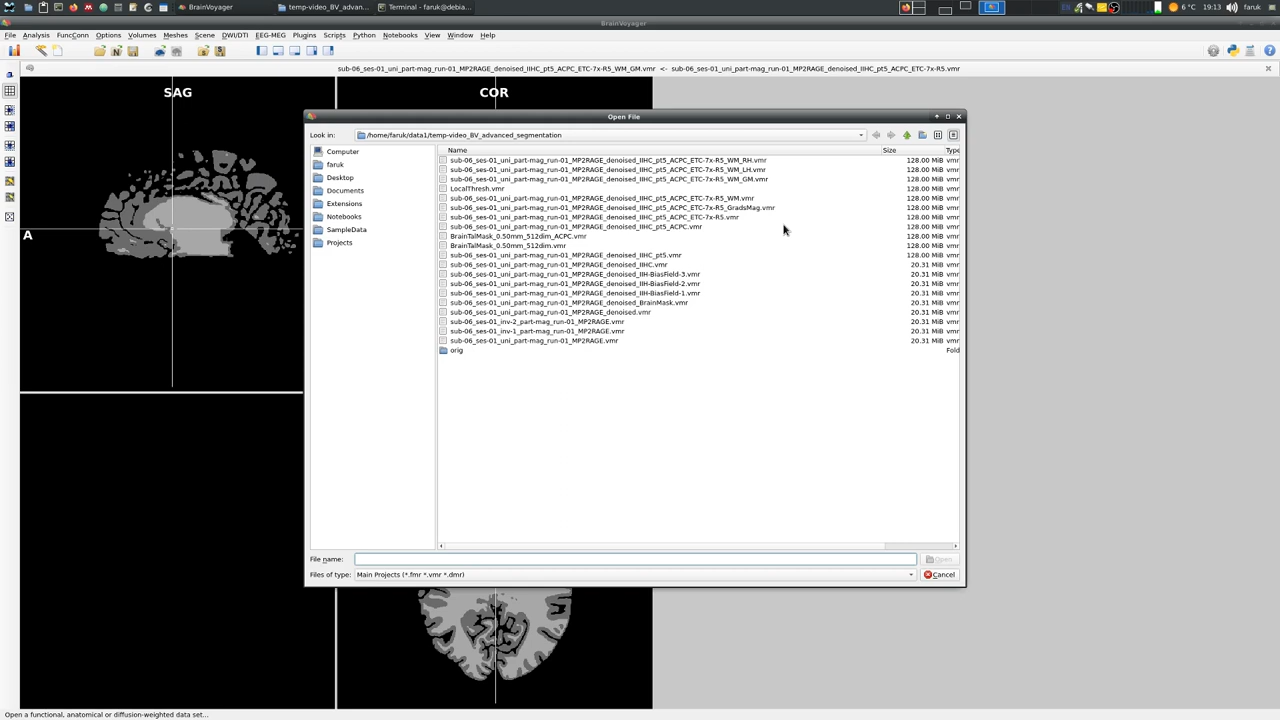 BrainVoyager
temp-video_BV_advan...
Terminal - faruk@debia...
6 °C
19:13
faruk
BrainVoyager
File Analysis FuncConn Options Volumes Meshes Scene DWI/DTI EEG-MEG Plugins Scripts Python Notebooks View Window Help
sub-06_ses-01_uni_part-mag_run-01_MP2RAGE_denoised_IIHC_pt5_ACPC_ETC-7x-R5_WM_GM.vmr <- sub-06_ses-01_uni_part-mag_run-01_MP2RAGE_denoised_IIHC_pt5_ACPC_ETC-7x-R5.vmr
SAG
COR
A
Open File
Look in: /home/faruk/data1/temp-video_BV_advanced_segmentation
Computer
faruk
Desktop
Documents
Extensions
Notebooks
SampleData
Projects
Name Size Type
sub-06_ses-01_uni_part-mag_run-01_MP2RAGE_denoised_IIHC_pt5_ACPC_ETC-7x-R5_WM_RH.vmr 128.00 MiB vmr
sub-06_ses-01_uni_part-mag_run-01_MP2RAGE_denoised_IIHC_pt5_ACPC_ETC-7x-R5_WM_LH.vmr 128.00 MiB vmr
sub-06_ses-01_uni_part-mag_run-01_MP2RAGE_denoised_IIHC_pt5_ACPC_ETC-7x-R5_WM_GM.vmr 128.00 MiB vmr
LocalThresh.vmr 128.00 MiB vmr
sub-06_ses-01_uni_part-mag_run-01_MP2RAGE_denoised_IIHC_pt5_ACPC_ETC-7x-R5_WM.vmr 128.00 MiB vmr
sub-06_ses-01_uni_part-mag_run-01_MP2RAGE_denoised_IIHC_pt5_ACPC_ETC-7x-R5_GradsMag.vmr 128.00 MiB vmr
sub-06_ses-01_uni_part-mag_run-01_MP2RAGE_denoised_IIHC_pt5_ACPC_ETC-7x-R5.vmr 128.00 MiB vmr
sub-06_ses-01_uni_part-mag_run-01_MP2RAGE_denoised_IIHC_pt5_ACPC.vmr 128.00 MiB vmr
BrainTalMask_0.50mm_512dim_ACPC.vmr 128.00 MiB vmr
BrainTalMask_0.50mm_512dim.vmr 128.00 MiB vmr
sub-06_ses-01_uni_part-mag_run-01_MP2RAGE_denoised_IIHC_pt5.vmr 128.00 MiB vmr
sub-06_ses-01_uni_part-mag_run-01_MP2RAGE_denoised_IIHC.vmr 20.31 MiB vmr
sub-06_ses-01_uni_part-mag_run-01_MP2RAGE_denoised_IIH-BiasField-3.vmr 20.31 MiB vmr
sub-06_ses-01_uni_part-mag_run-01_MP2RAGE_denoised_IIH-BiasField-2.vmr 20.31 MiB vmr
sub-06_ses-01_uni_part-mag_run-01_MP2RAGE_denoised_IIH-BiasField-1.vmr 20.31 MiB vmr
sub-06_ses-01_uni_part-mag_run-01_MP2RAGE_denoised_BrainMask.vmr 20.31 MiB vmr
sub-06_ses-01_uni_part-mag_run-01_MP2RAGE_denoised.vmr 20.31 MiB vmr
sub-06_ses-01_inv-2_part-mag_run-01_MP2RAGE.vmr 20.31 MiB vmr
sub-06_ses-01_inv-1_part-mag_run-01_MP2RAGE.vmr 20.31 MiB vmr
sub-06_ses-01_uni_part-mag_run-01_MP2RAGE.vmr 20.31 MiB vmr
orig Fold
File name: Open
Files of type: Main Projects (*.fmr *.vmr *.dmr) Cancel
Open a functional, anatomical or diffusion-weighted data set...